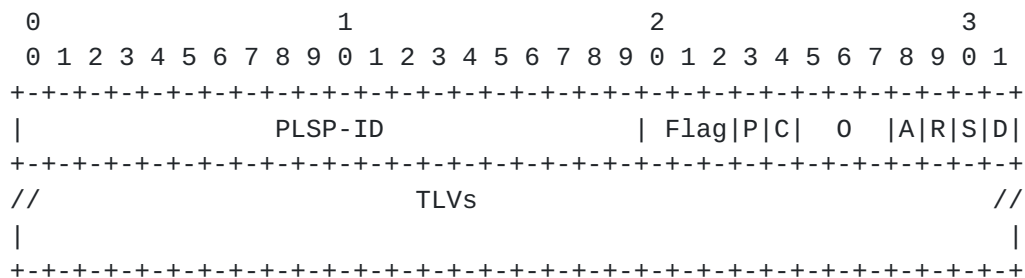 0                   1                   2                   3
 0 1 2 3 4 5 6 7 8 9 0 1 2 3 4 5 6 7 8 9 0 1 2 3 4 5 6 7 8 9 0 1
+-+-+-+-+-+-+-+-+-+-+-+-+-+-+-+-+-+-+-+-+-+-+-+-+-+-+-+-+-+-+-+-+
|                PLSP-ID                | Flag|P|C|  O  |A|R|S|D|
+-+-+-+-+-+-+-+-+-+-+-+-+-+-+-+-+-+-+-+-+-+-+-+-+-+-+-+-+-+-+-+-+
//                        TLVs                                 //
|                                                               |
+-+-+-+-+-+-+-+-+-+-+-+-+-+-+-+-+-+-+-+-+-+-+-+-+-+-+-+-+-+-+-+-+